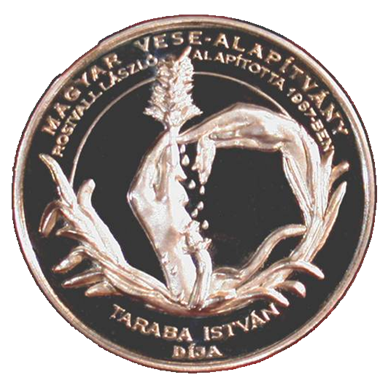 MAGYAR VESE-ALAPÍTVÁNY
ROSIVALL LÁSZLÓ ALAPÍTOTTA 1987-BEN
TARABA ISTVÁN
DÍJA